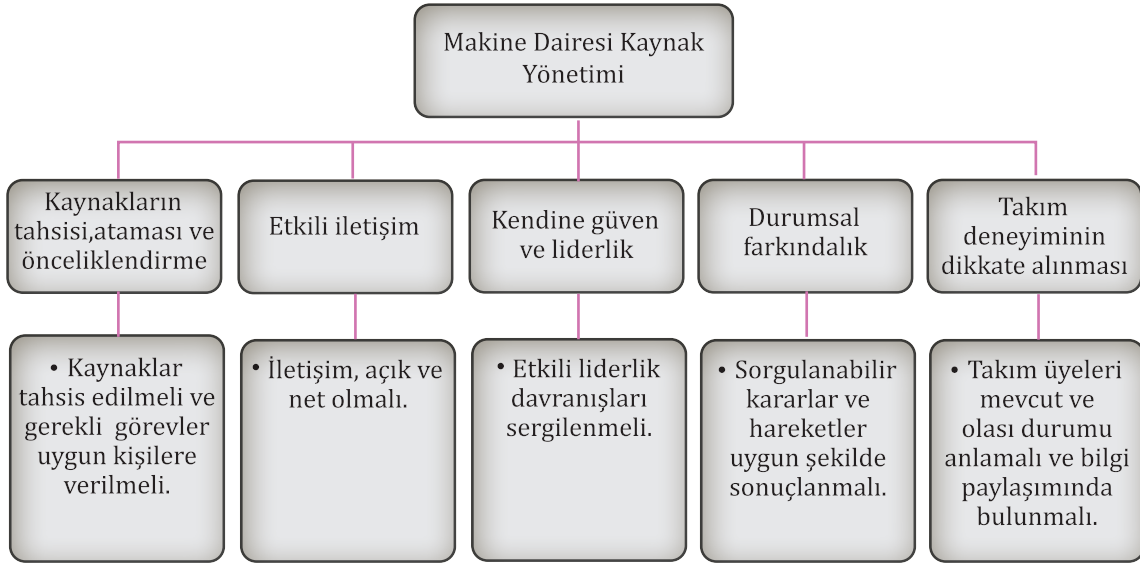 Makine Dairesi Kaynak
Yönetimi
Kaynakların
tahsisi,ataması ve
önceliklendirme
Etkili iletişim
Kendine güven
ve liderlik
Durumsal
farkındalık
Takım
deneyiminin
dikkate alınması
• Kaynaklar
tahsis edilmeli ve
gerekli görevler
uygun kişilere
verilmeli.
• İletişim, açık ve
net olmalı.
• Etkili liderlik
davranışları
sergilenmeli.
• Sorgulanabilir
kararlar ve
hareketler
uygun şekilde
sonuçlanmalı.
• Takım üyeleri
mevcut ve
olası durumu
anlamalı ve bilgi
paylaşımında
bulunmalı.